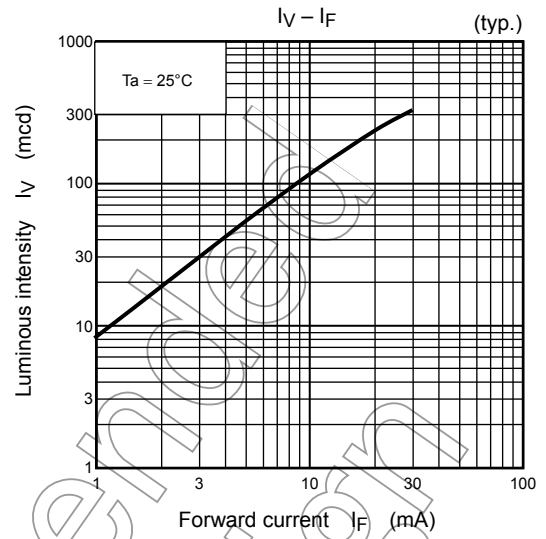 IV – IF
(typ.)
Ta = 25°C
Luminous intensity IV (mcd)
1000
300
100
30
10
3
1
1 3 10 30 100
Forward current IF (mA)